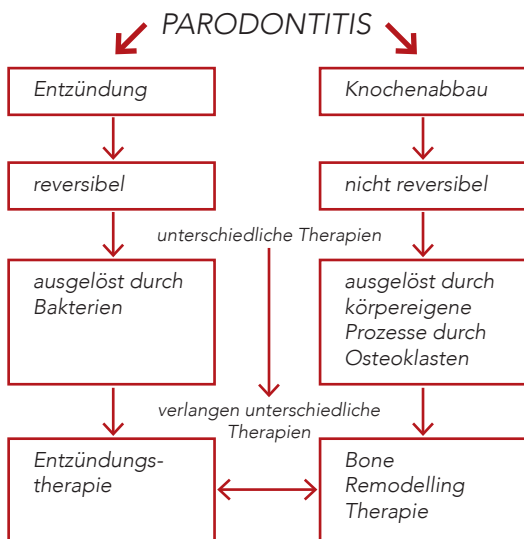 PARODONTITIS
Entzündung
Knochenabbau
reversibel
nicht reversibel
unterschiedliche Therapien
ausgelöst durch
Bakterien
ausgelöst durch
körpereigene
Prozesse durch
Osteoklasten
verlangen unterschiedliche
Therapien
Entzündungs-
therapie
Bone
Remodelling
Therapie